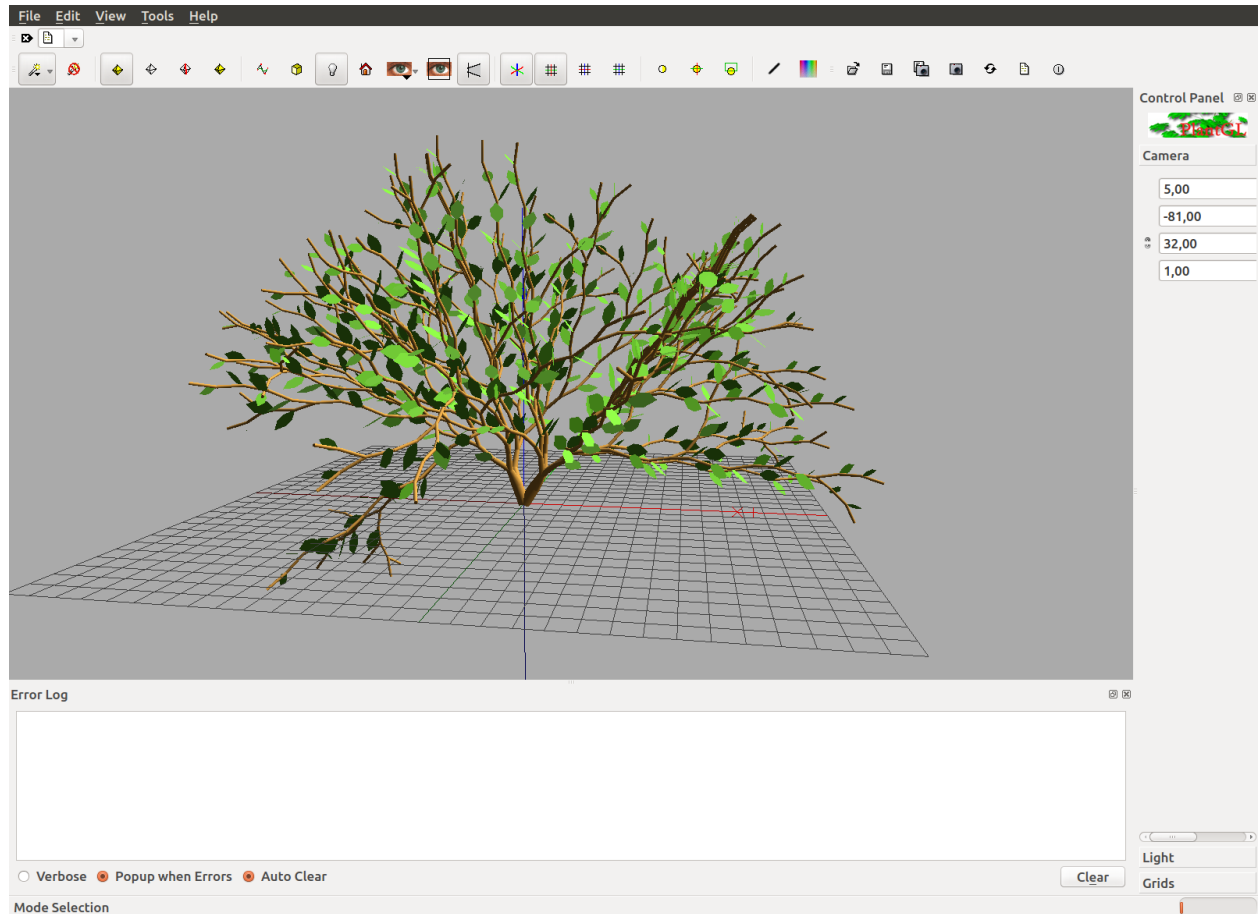 File Edit View Tools Help
Control Panel
PlantGL
Camera
5,00
-81,00
32,00
1,00
X+
Error Log
Verbose Popup when Errors Auto Clear
Clear
Light
Grids
Mode Selection